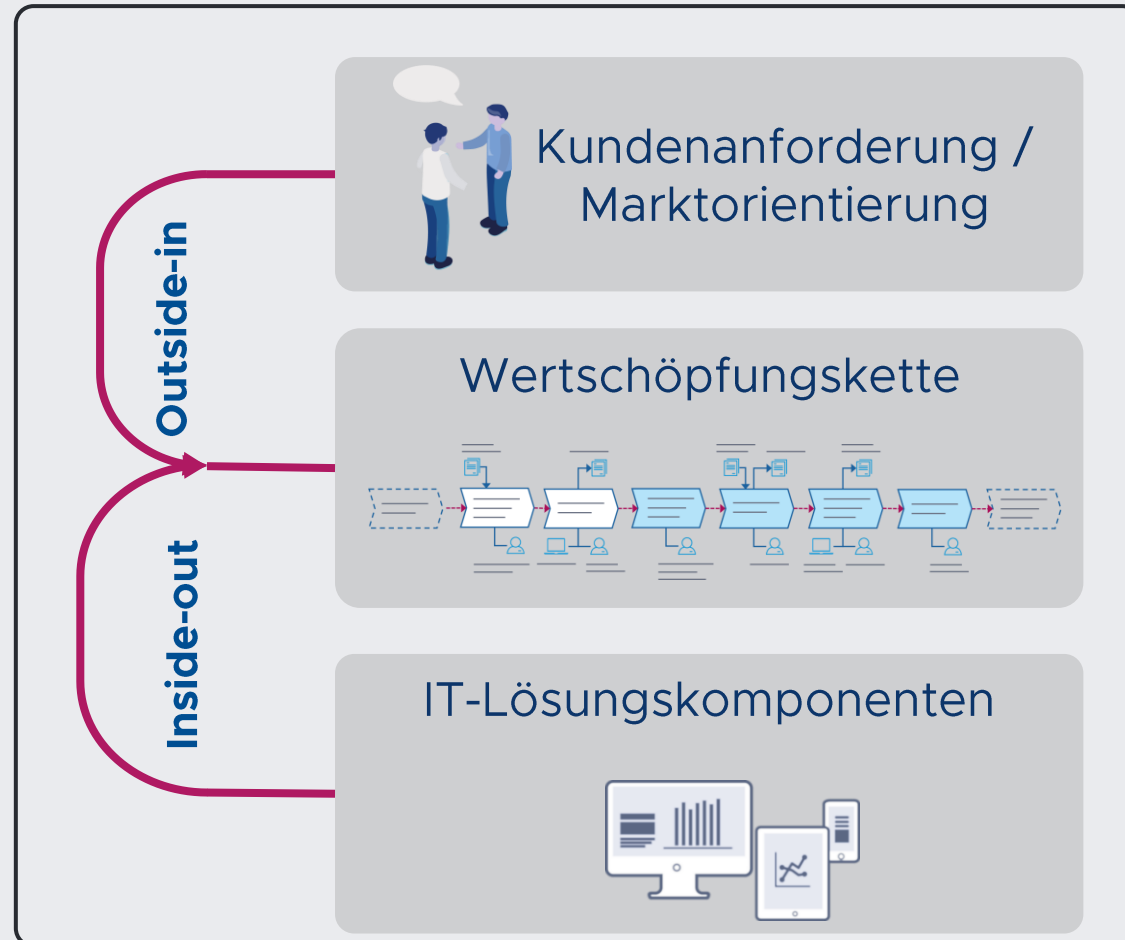 Kundenanforderung /
Marktorientierung
Outside-in
Wertschöpfungskette
Inside-out
IT-Lösungskomponenten